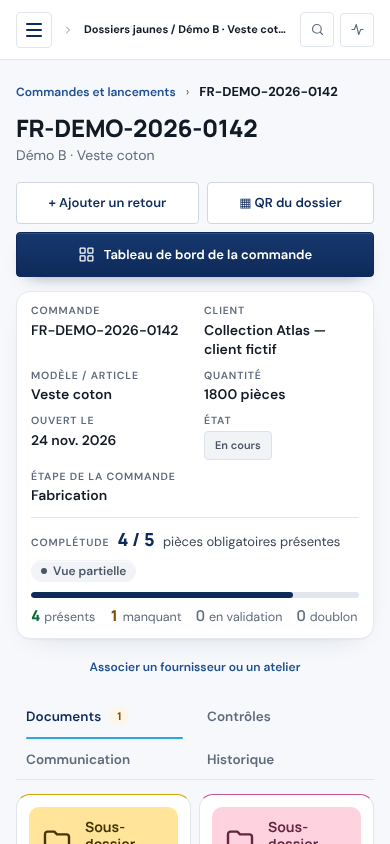 Dossiers jaunes / Démo B · Veste cot...
Commandes et lancements › FR-DEMO-2026-0142
FR-DEMO-2026-0142
Démo B · Veste coton
+ Ajouter un retour
QR du dossier
Tableau de bord de la commande
COMMANDE
FR-DEMO-2026-0142
CLIENT
Collection Atlas —
client fictif
MODÈLE / ARTICLE
Veste coton
QUANTITÉ
1800 pièces
OUVERT LE
24 nov. 2026
ÉTAT
En cours
ÉTAPE DE LA COMMANDE
Fabrication
COMPLÉTUDE 4 / 5 pièces obligatoires présentes
Vue partielle
4 présents 1 manquant 0 en validation 0 doublon
Associer un fournisseur ou un atelier
Documents 1
Contrôles
Communication
Historique
Sous-
dossier
Sous-
dossier